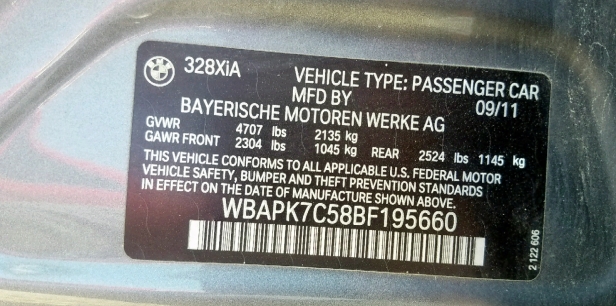 BMW
328XiA VEHICLE TYPE: PASSENGER CAR
MFD BY 09/11
BAYERISCHE MOTOREN WERKE AG
GVWR 4707 lbs 2135 kg
GAWR FRONT 2304 lbs 1045 kg REAR 2524 lbs 1145 kg
THIS VEHICLE CONFORMS TO ALL APPLICABLE U.S. FEDERAL MOTOR
VEHICLE SAFETY, BUMPER AND THEFT PREVENTION STANDARDS
IN EFFECT ON THE DATE OF MANUFACTURE SHOWN ABOVE.
WBAPK7C58BF195660
2 122 606